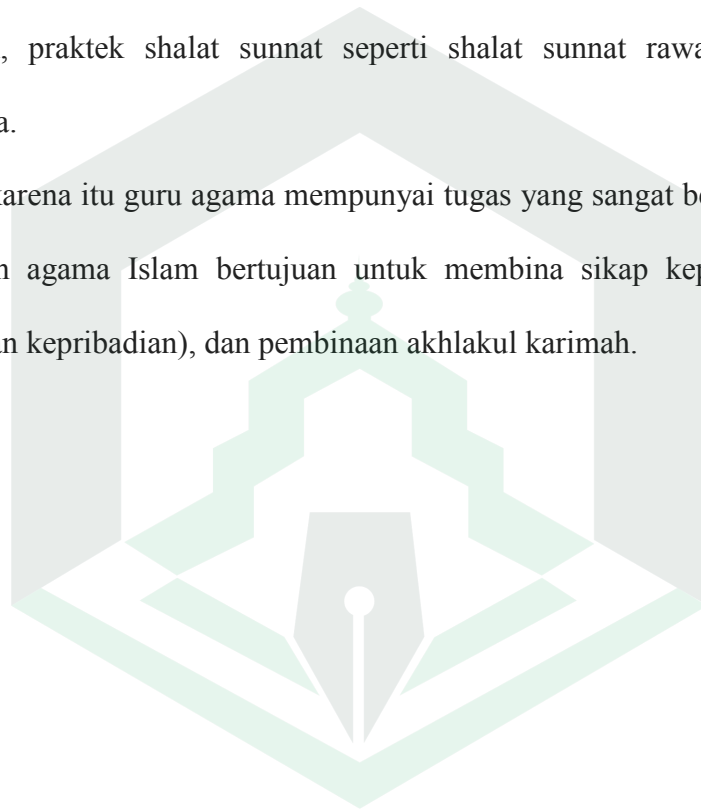 , praktek shalat sunnat seperti shalat sunnat rawa
a.
karena itu guru agama mempunyai tugas yang sangat be
n agama Islam bertujuan untuk membina sikap kep
an kepribadian), dan pembinaan akhlakul karimah.